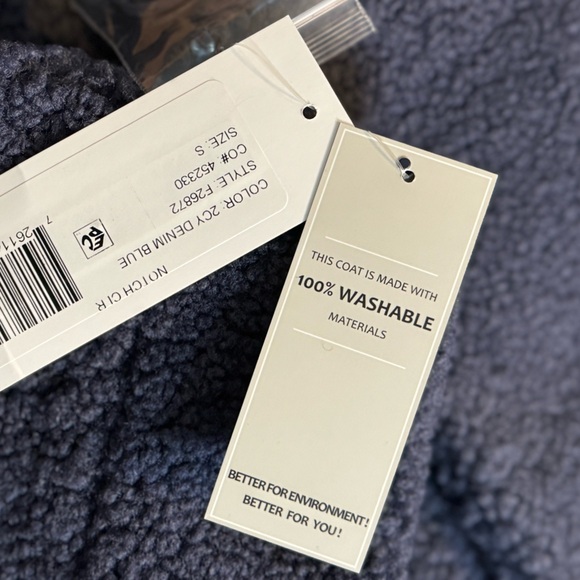 SIZE: S
CO#: 452330
STYLE: F26872
COLOR: 2CY DENIM BLUE
EPC
THIS COAT IS MADE WITH
100% WASHABLE
MATERIALS
BETTER FOR ENVIRONMENT!
BETTER FOR YOU!